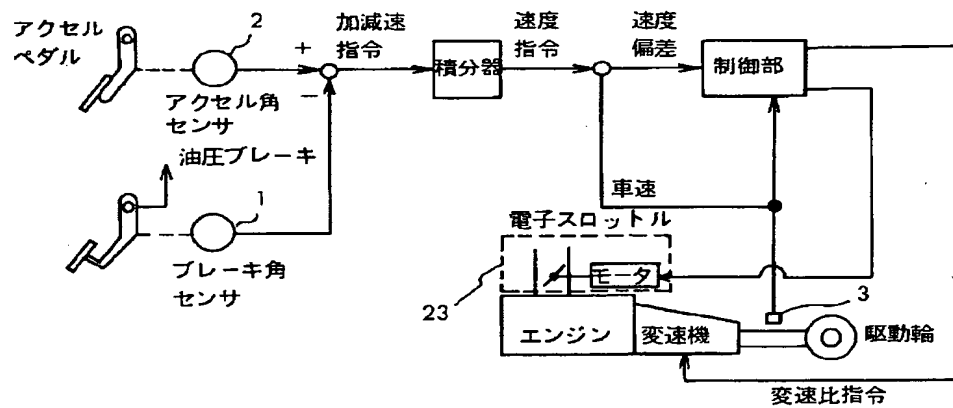 アクセル
ペダル
2
+
−
加減速
指令
積分器
速度
指令
速度
偏差
制御部
アクセル角
センサ
油圧ブレーキ
1
ブレーキ角
センサ
車速
電子スロットル
モータ
23
エンジン
変速機
3
駆動輪
変速比指令